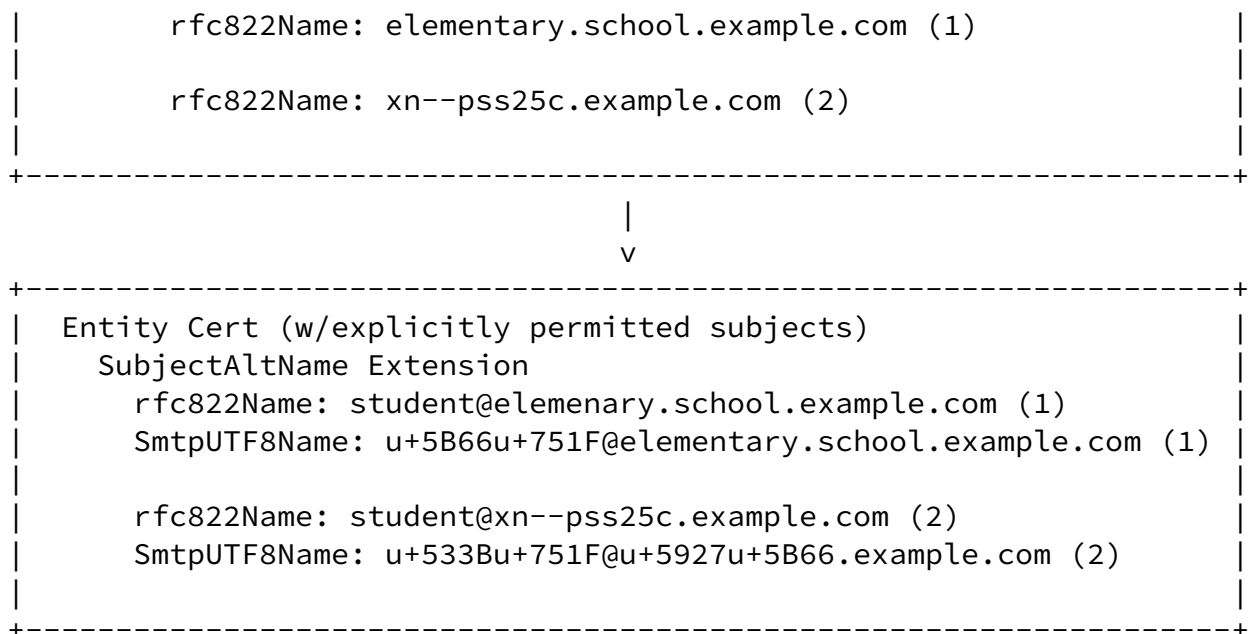 rfc822Name: elementary.school.example.com (1)
rfc822Name: xn--pss25c.example.com (2)
v
Entity Cert (w/explicitly permitted subjects)
SubjectAltName Extension
rfc822Name: student@elemenary.school.example.com (1)
SmtpUTF8Name: u+5B66u+751F@elementary.school.example.com (1)
rfc822Name: student@xn--pss25c.example.com (2)
SmtpUTF8Name: u+533Bu+751F@u+5927u+5B66.example.com (2)